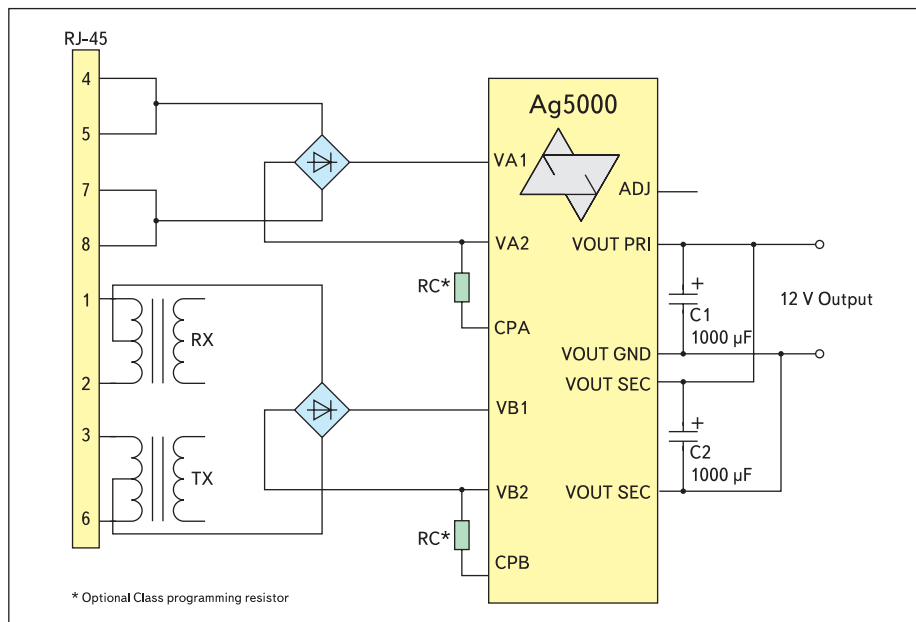 RJ-45
4
5
7
8
1
2
3
6
RX
TX
Ag5000
VA1
VA2
RC*
CPA
VB1
VB2
RC*
CPB
ADJ
VOUT PRI
VOUT GND
VOUT SEC
VOUT SEC
+
C1
1000 µF
12 V Output
+
C2
1000 µF
* Optional Class programming resistor